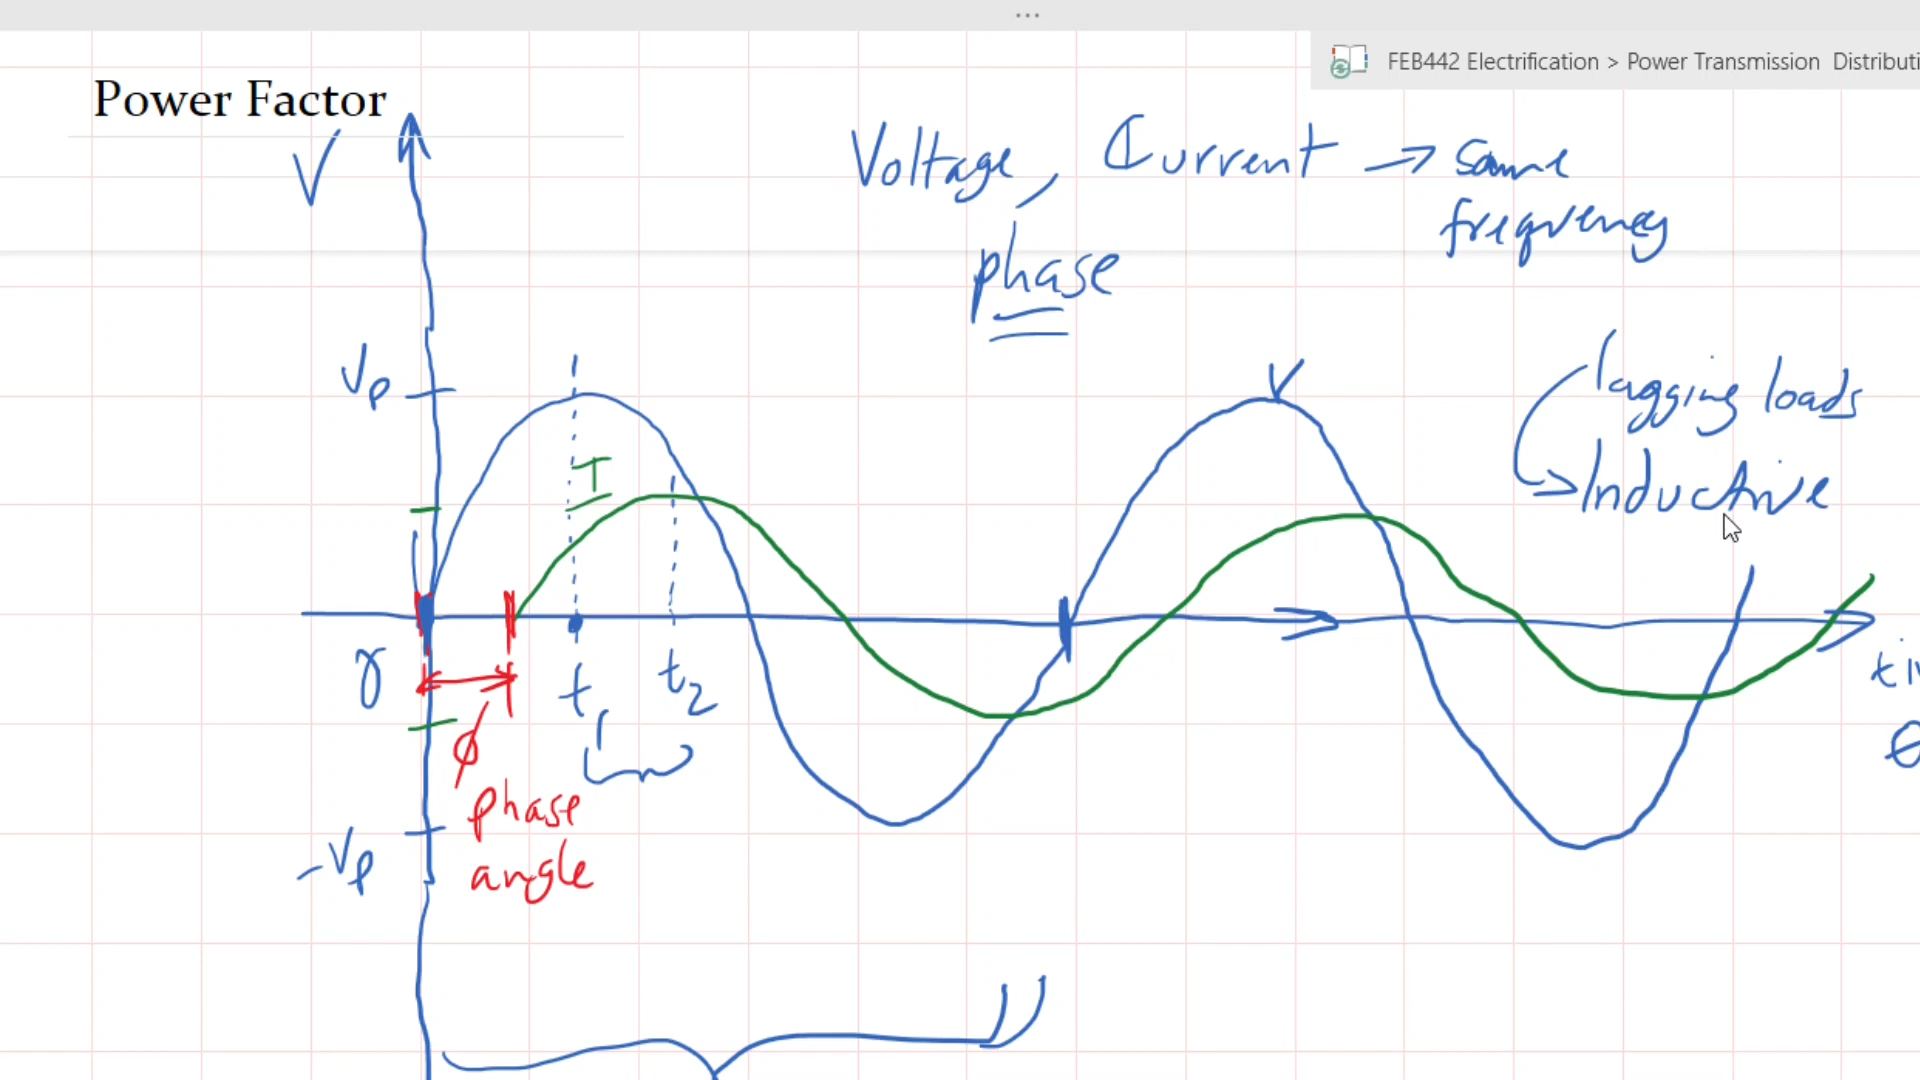 ...
FEB442 Electrification > Power Transmission Distributi
Power Factor
V
Voltage, Current → same
frequency
phase
Vp
V
lagging loads
→ Inductive
I
t₁
t₂
ϕ
phase
angle
-Vp
θ